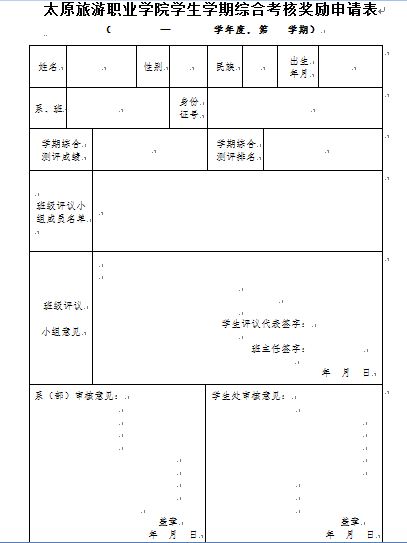 太原旅游职业学院学生学期综合考核奖励申请表
（ — 学年度，第 学期）
姓名 性别 民族 出生
年月
系、班 身份
证号
学期综合
测评成绩 学期综合
测评排名
班级评议小
组成员名单
班级评议
小组意见
学生评议代表签字：
班主任签字：
年 月 日
系（部）审核意见： 学生处审核意见：
签章 签章
年 月 日 年 月 日